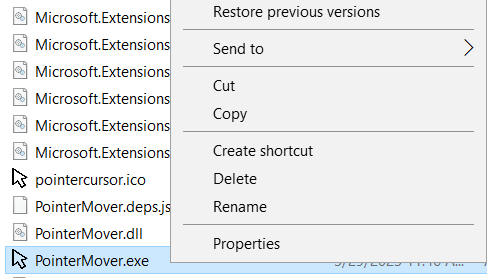 Microsoft.Extensions
Restore previous versions
Microsoft.Extensions
Send to
Microsoft.Extensions
Cut
Microsoft.Extensions
Copy
Microsoft.Extensions
Microsoft.Extensions
Create shortcut
pointercursor.ico
Delete
PointerMover.deps.js
Rename
PointerMover.dll
Properties
PointerMover.exe